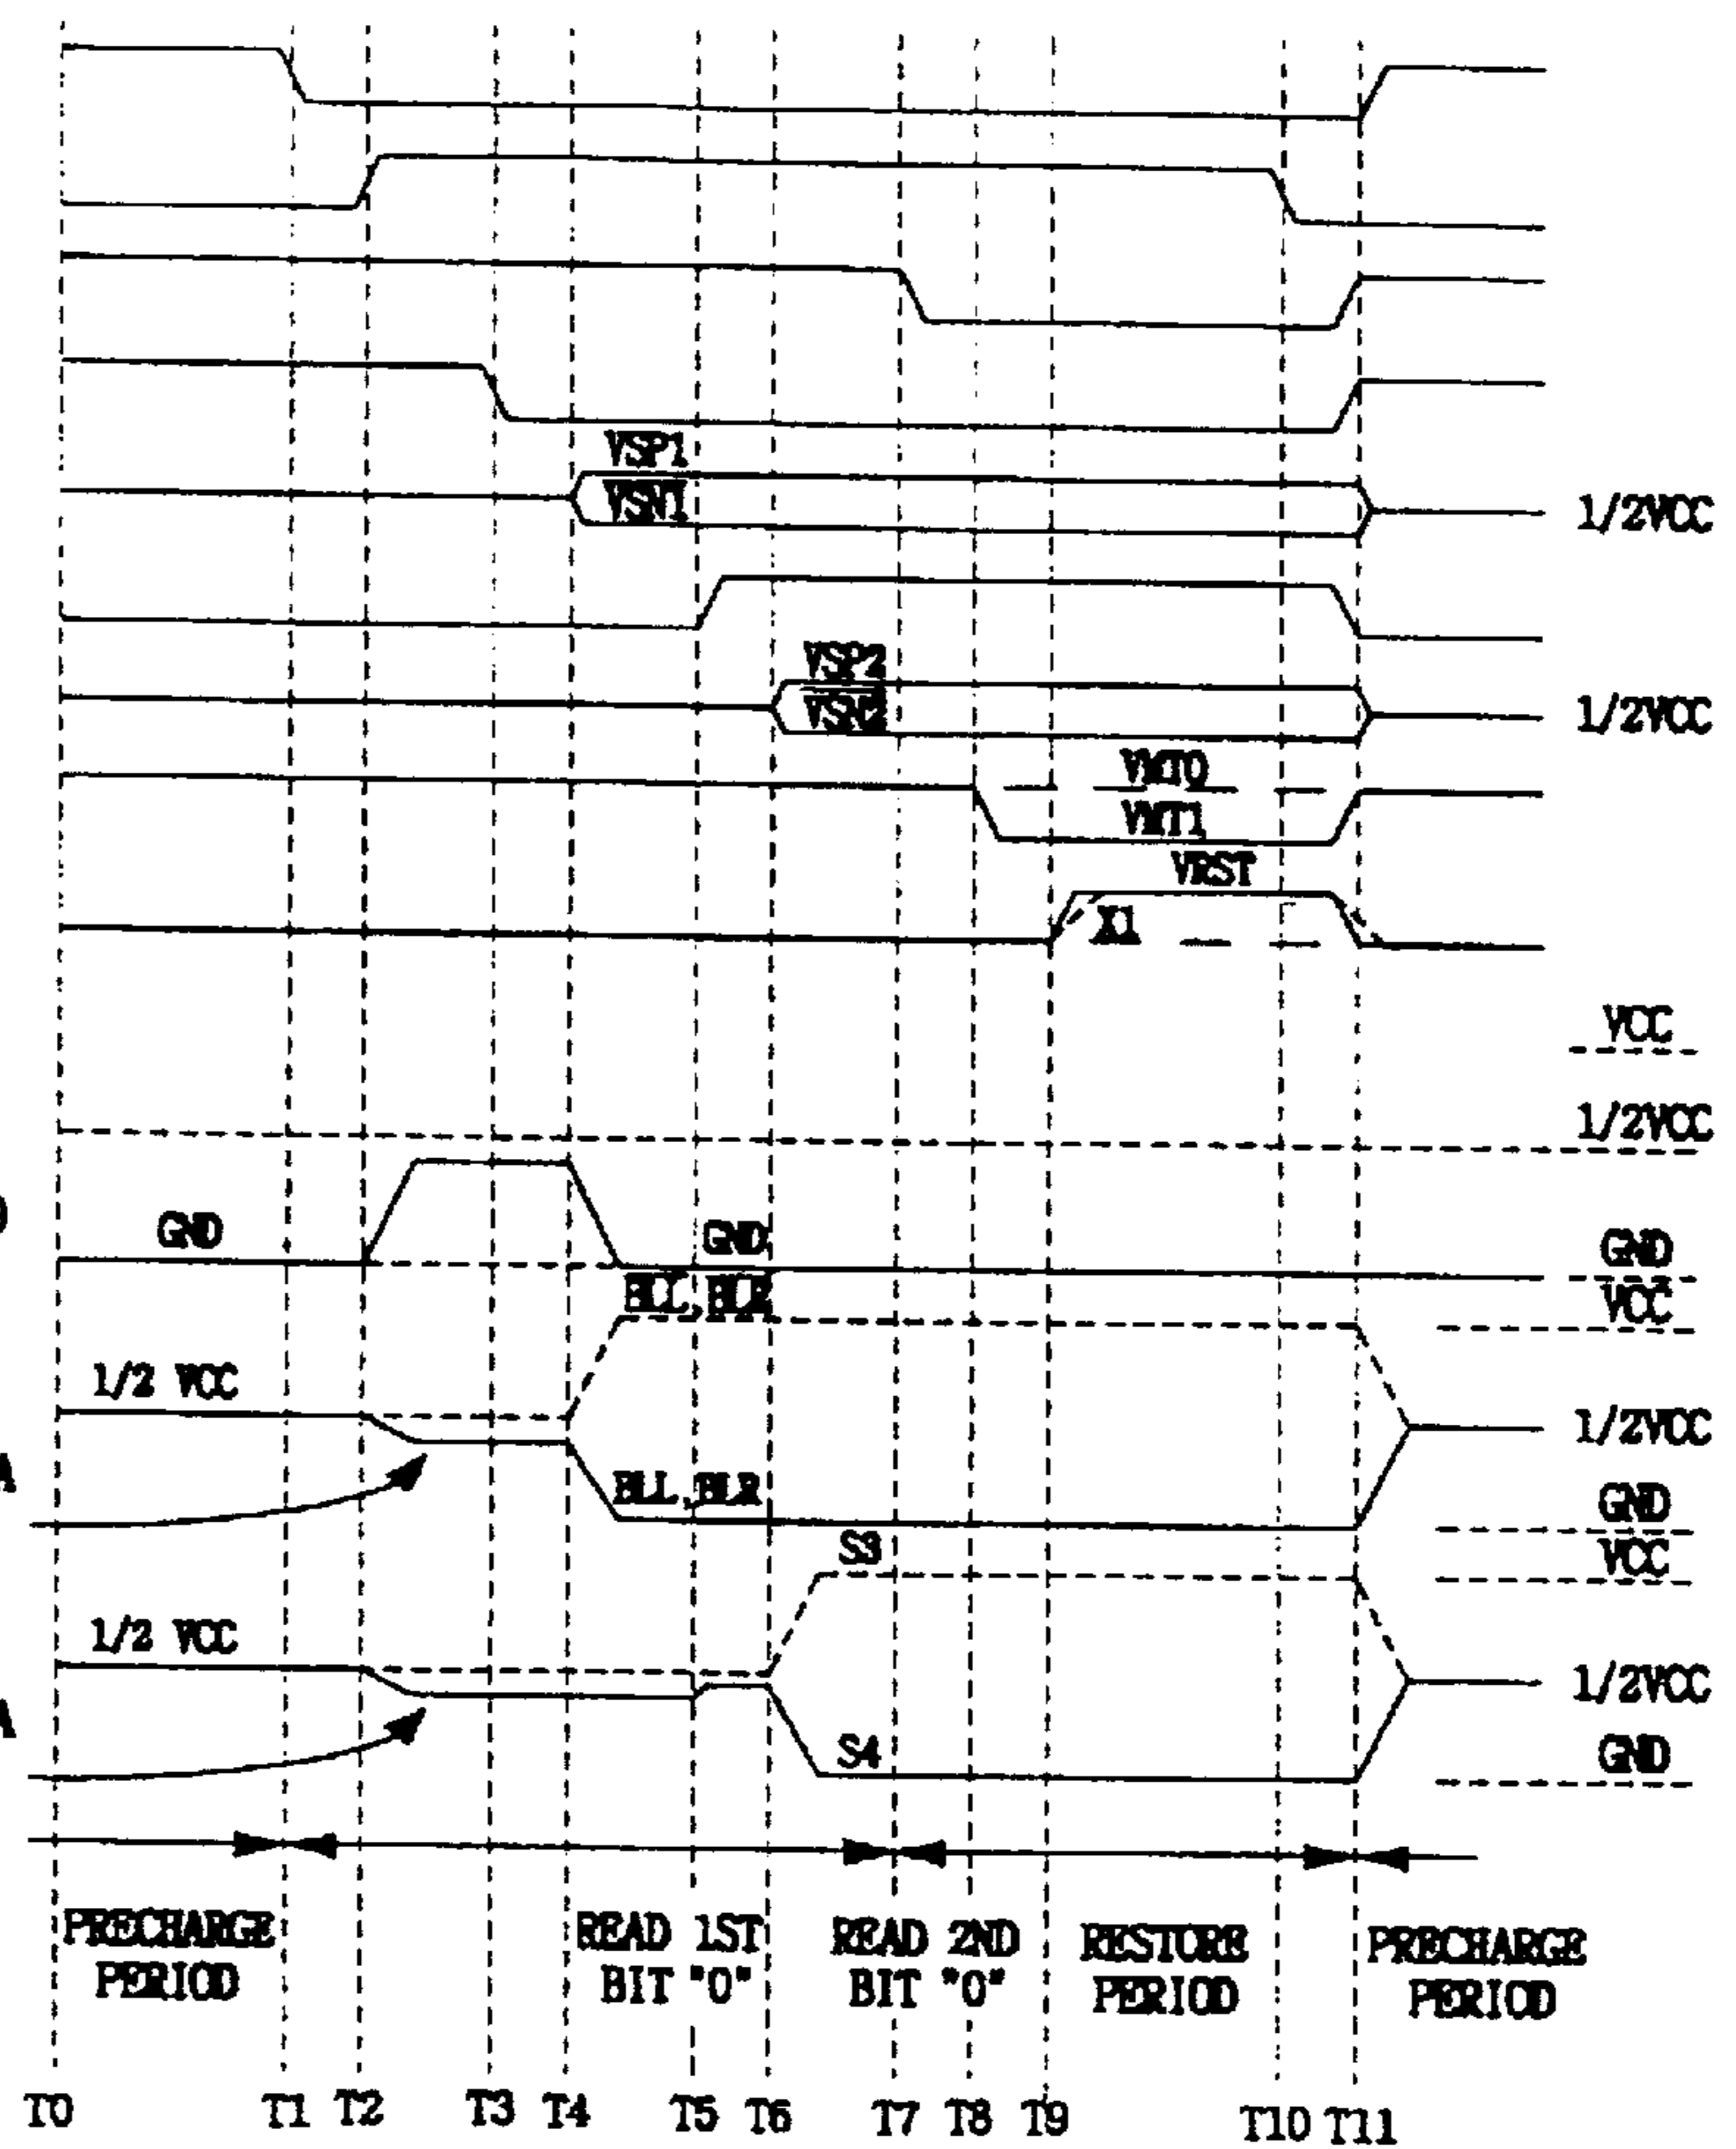 VSP1
VSN1
1/2VCC
VSP2
VSN2
1/2VCC
VMT0
VMT1
VRST
X1
VCC
1/2VCC
GND
GND
GND
BLL,BLR
VCC
1/2 VCC
1/2VCC
A
BLL,BLR
GND
S3
VCC
1/2 VCC
1/2VCC
A
S4
GND
PRECHARGE PERIOD
READ 1ST BIT "0"
READ 2ND BIT "0"
RESTORE PERIOD
PRECHARGE PERIOD
T0 T1 T2 T3 T4 T5 T6 T7 T8 T9 T10 T11